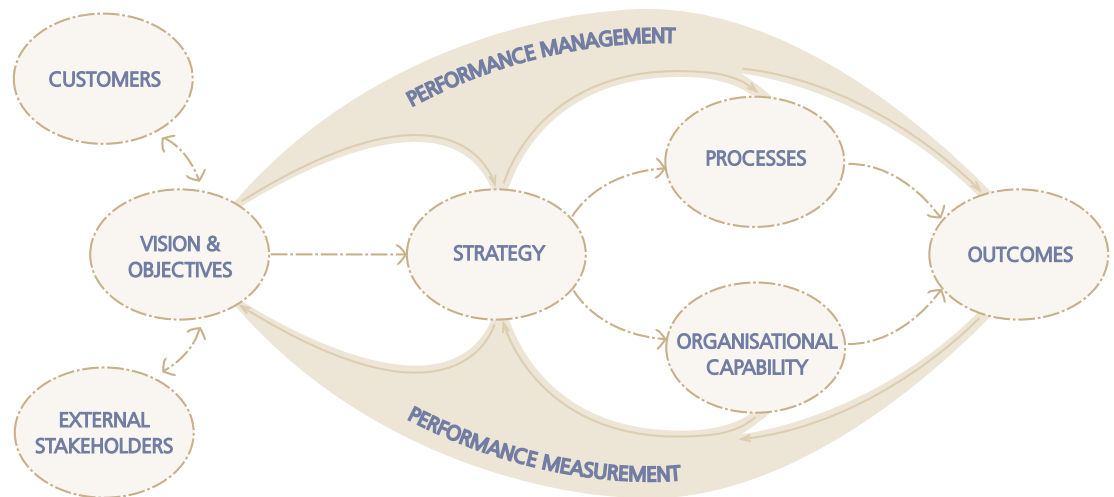 PERFORMANCE MANAGEMENT
CUSTOMERS
PROCESSES
VISION &
OBJECTIVES
STRATEGY
OUTCOMES
ORGANISATIONAL
CAPABILITY
EXTERNAL
STAKEHOLDERS
PERFORMANCE MEASUREMENT